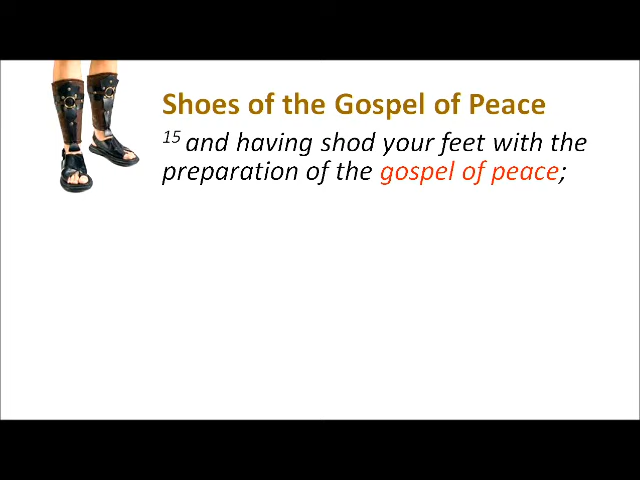 Shoes of the Gospel of Peace
15 and having shod your feet with the
preparation of the gospel of peace;